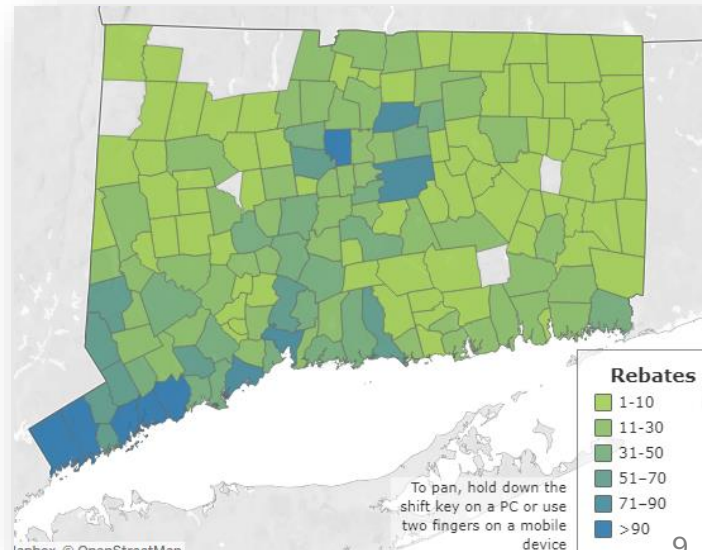 Rebates
1-10
11-30
31-50
51–70
71–90
>90
To pan, hold down the
shift key on a PC or use
two fingers on a mobile
device
9
© OpenStreetMap